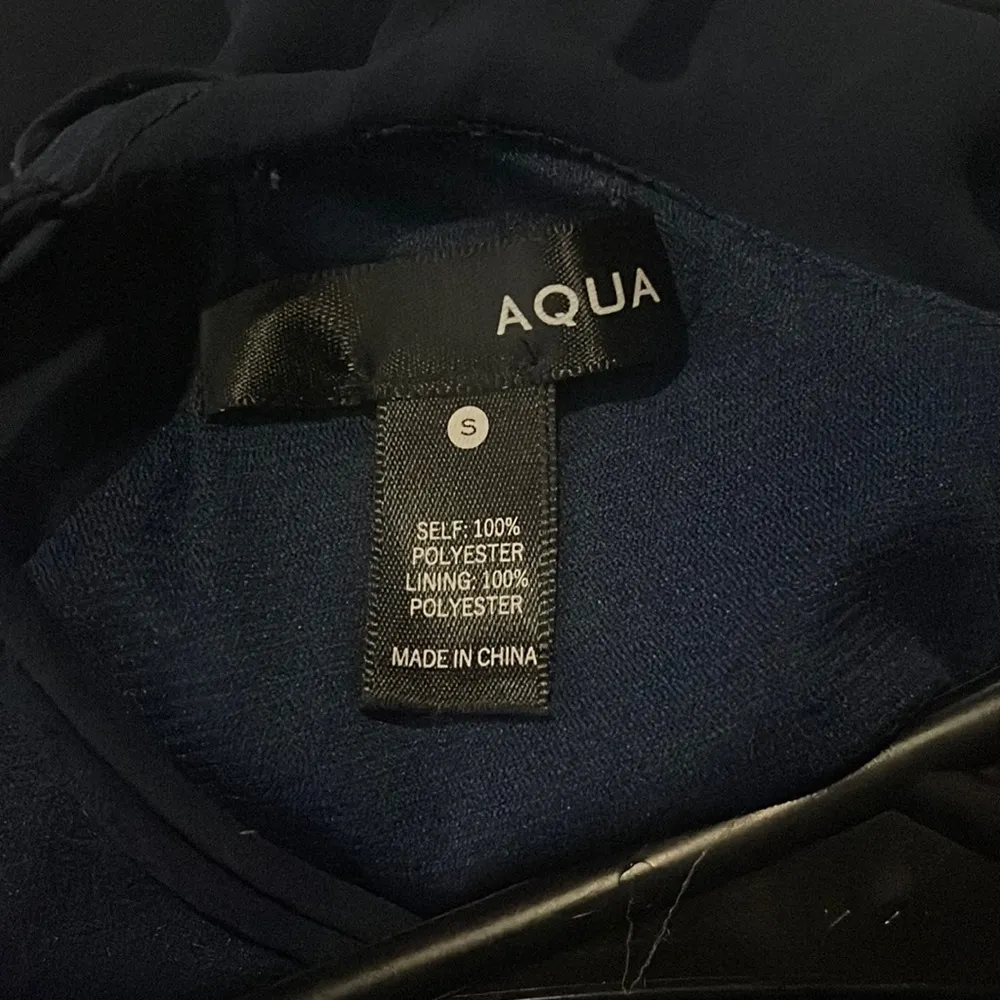 AQUA
S
SELF: 100%
POLYESTER
LINING: 100%
POLYESTER
MADE IN CHINA